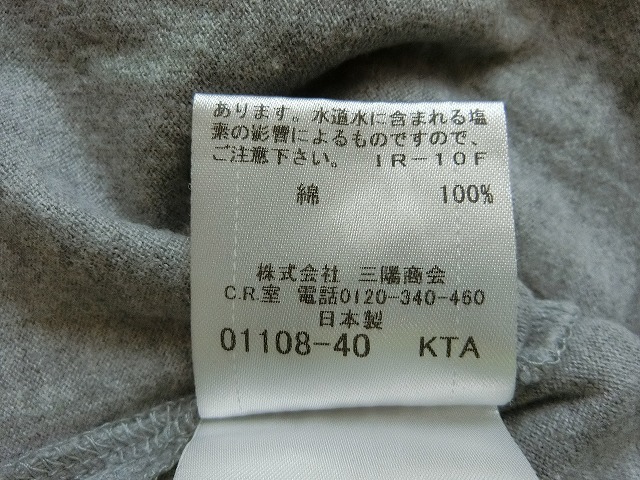 あります。水道水に含まれる塩
素の影響によるものですので、
ご注意下さい。 IR-10F
綿 100%
株式会社 三陽商会
C.R.室 電話0120-340-460
日本製
01108-40 KTA